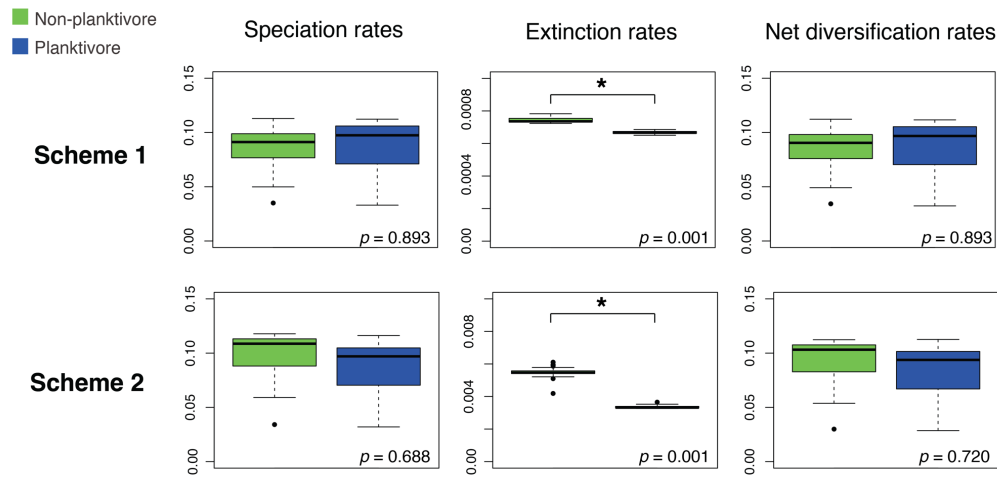 Non-planktivore
Planktivore
Speciation rates
Extinction rates
Net diversification rates
Scheme 1
0.15
0.10
0.05
0.00
p = 0.893
0.0008
0.0004
0.00
*
p = 0.001
0.15
0.10
0.05
0.00
p = 0.893
Scheme 2
0.15
0.10
0.05
0.00
p = 0.688
0.008
0.004
0.00
*
p = 0.001
0.15
0.10
0.05
0.00
p = 0.720